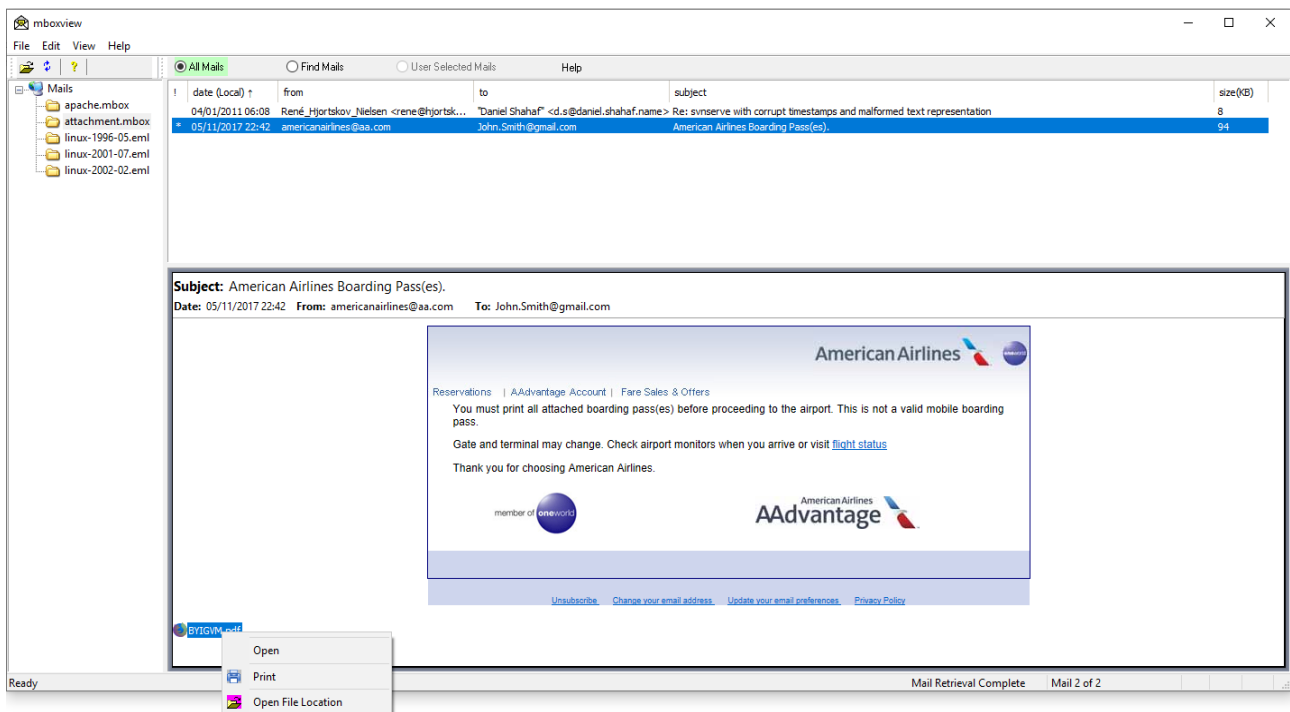 mboxview
File Edit View Help
All Mails Find Mails User Selected Mails Help
Mails
apache.mbox
attachment.mbox
linux-1996-05.eml
linux-2001-07.eml
linux-2002-02.eml
! date (Local) ↑ from to subject size(KB)
04/01/2011 06:08 René_Hjortskov_Nielsen <rene@hjortsk... "Daniel Shahaf" <d.s@daniel.shahaf.name> Re: svnserve with corrupt timestamps and malformed text representation 8
* 05/11/2017 22:42 americanairlines@aa.com John.Smith@gmail.com American Airlines Boarding Pass(es). 94
Subject: American Airlines Boarding Pass(es).
Date: 05/11/2017 22:42 From: americanairlines@aa.com To: John.Smith@gmail.com
American Airlines oneworld
Reservations | AAdvantage Account | Fare Sales & Offers
You must print all attached boarding pass(es) before proceeding to the airport. This is not a valid mobile boarding
pass.
Gate and terminal may change. Check airport monitors when you arrive or visit flight status
Thank you for choosing American Airlines.
member of oneworld
American Airlines
AAdvantage
Unsubscribe Change your email address Update your email preferences Privacy Policy
BYIGVM.pdf
Open
Print
Open File Location
Ready Mail Retrieval Complete Mail 2 of 2